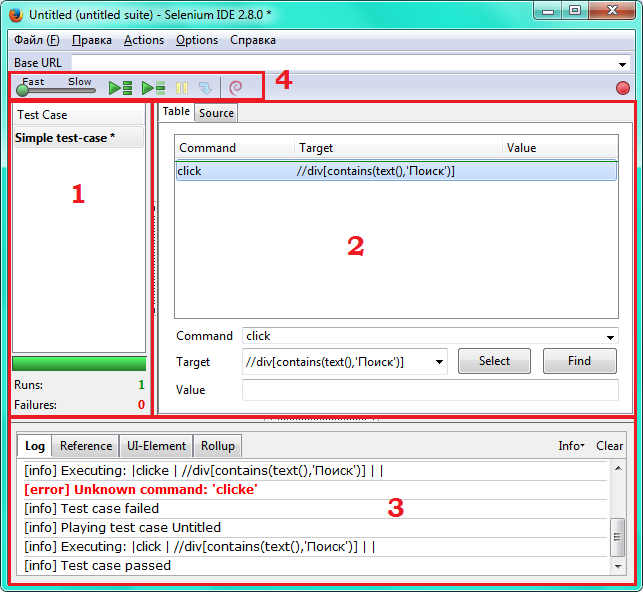 Untitled (untitled suite) - Selenium IDE 2.8.0 *
Файл (F) Правка Actions Options Справка
Base URL
Fast Slow
4
Test Case
Simple test-case *
1
Runs: 1
Failures: 0
Table Source
Command Target Value
click //div[contains(text(),'Поиск')]
2
Command click
Target //div[contains(text(),'Поиск')] Select Find
Value
Log Reference UI-Element Rollup Info Clear
[info] Executing: |clicke | //div[contains(text(),'Поиск')] | |
[error] Unknown command: 'clicke'
[info] Test case failed
3
[info] Playing test case Untitled
[info] Executing: |click | //div[contains(text(),'Поиск')] | |
[info] Test case passed